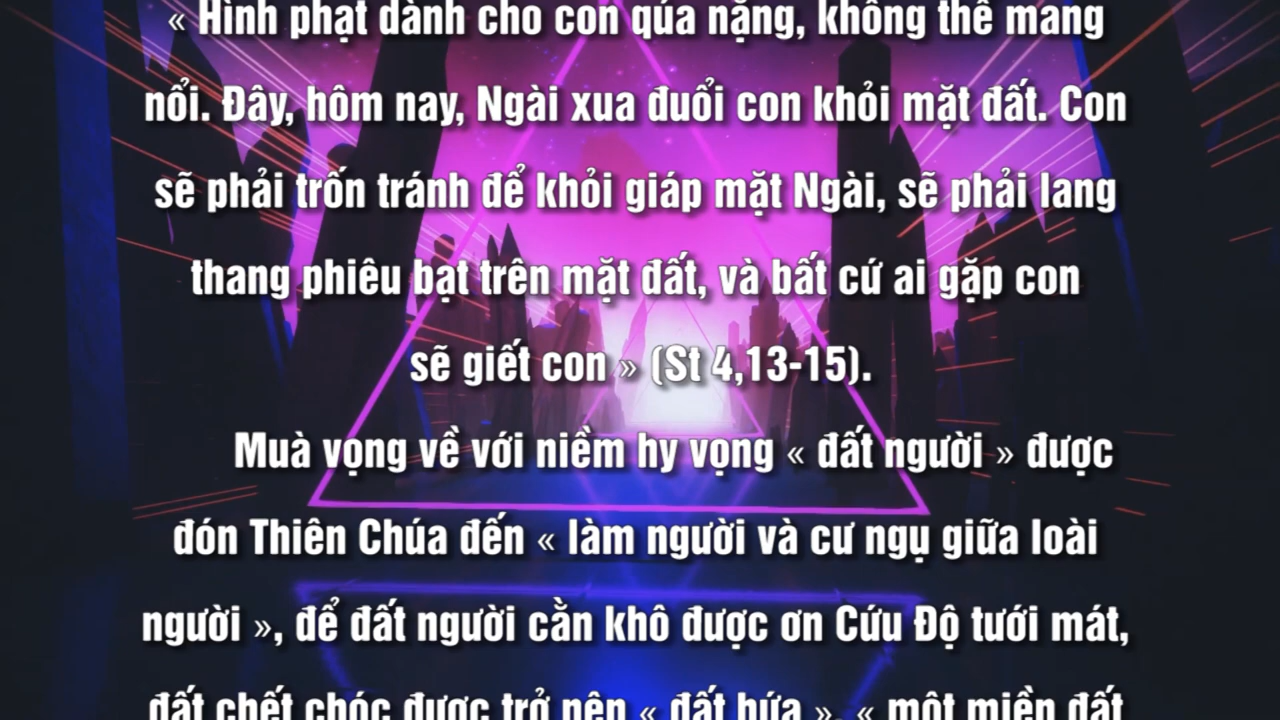 « Hình phạt dành cho con qúa nặng, không thể mang
nổi. Đây, hôm nay, Ngài xua đuổi con khỏi mặt đất. Con
sẽ phải trốn tránh để khỏi giáp mặt Ngài, sẽ phải lang
thang phiêu bạt trên mặt đất, và bất cứ ai gặp con
sẽ giết con » (St 4,13-15).
Muà vọng về với niềm hy vọng « đất người » được
đón Thiên Chúa đến « làm người và cư ngụ giữa loài
người », để đất người cằn khô được ơn Cứu Độ tưới mát,
đất chết chóc được trở nên « đất hứa », « một miền đất